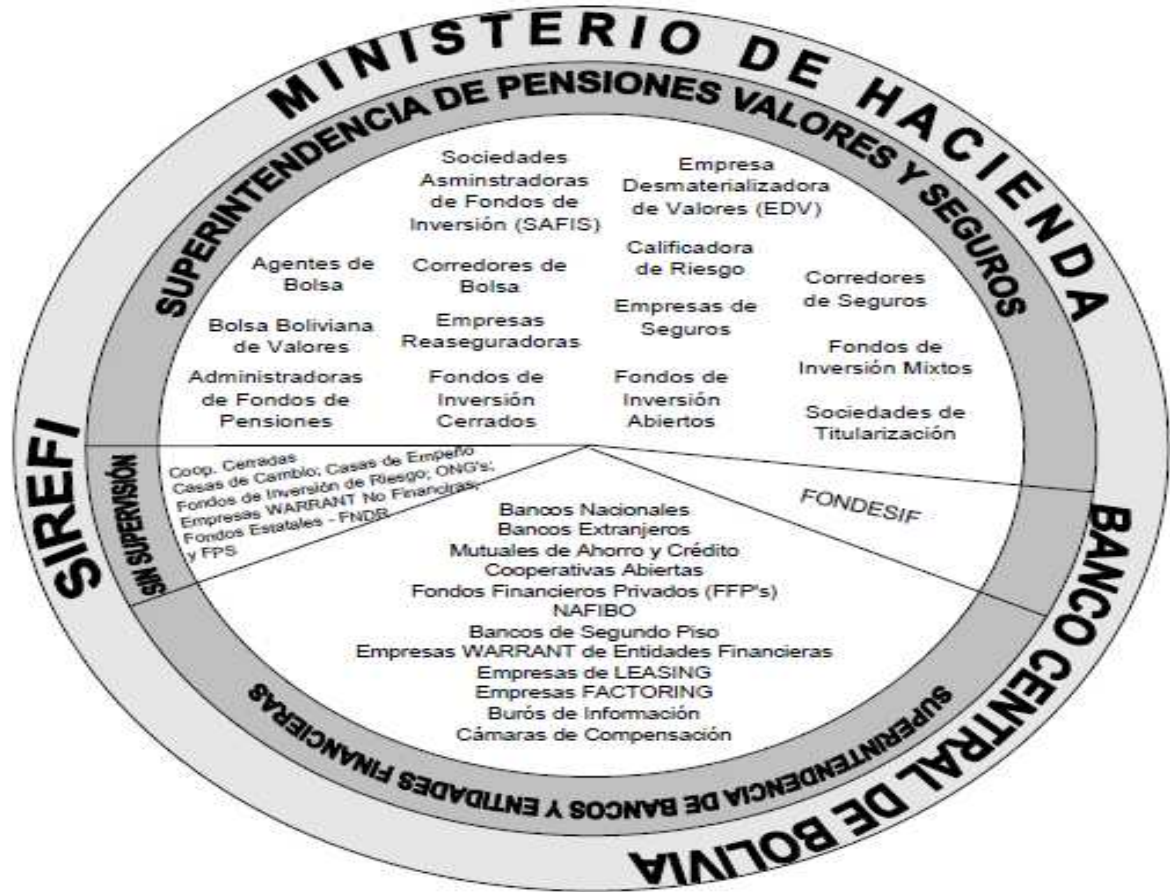 MINISTERIO DE HACIENDA
SUPERINTENDENCIA DE PENSIONES VALORES Y SEGUROS
Sociedades
Asminstradoras
de Fondos de
Inversión (SAFIS)
Empresa
Desmaterializadora
de Valores (EDV)
Agentes de
Bolsa
Corredores de
Bolsa
Calificadora
de Riesgo
Corredores
de Seguros
Bolsa Boliviana
de Valores
Empresas
Reaseguradoras
Empresas de
Seguros
Fondos de
Inversión Mixtos
Administradoras
de Fondos de
Pensiones
Fondos de
Inversión
Cerrados
Fondos de
Inversión
Abiertos
Sociedades de
Titularización
SIREFI
SIN SUPERVISIÓN
Coop. Cerradas
Casas de Cambio; Casas de Empeño
Fondos de Inversión de Riesgo; ONG's;
Empresas WARRANT No Financiras;
Fondos Estatales - FNDR
y FPS
FONDESIF
Bancos Nacionales
Bancos Extranjeros
Mutuales de Ahorro y Crédito
Cooperativas Abiertas
Fondos Financieros Privados (FFP's)
NAFIBO
Bancos de Segundo Piso
Empresas WARRANT de Entidades Financieras
Empresas de LEASING
Empresas FACTORING
Burós de Información
Cámaras de Compensación
SUPERINTENDENCIA DE BANCOS Y ENTIDADES FINANCIERAS
BANCO CENTRAL DE BOLIVIA